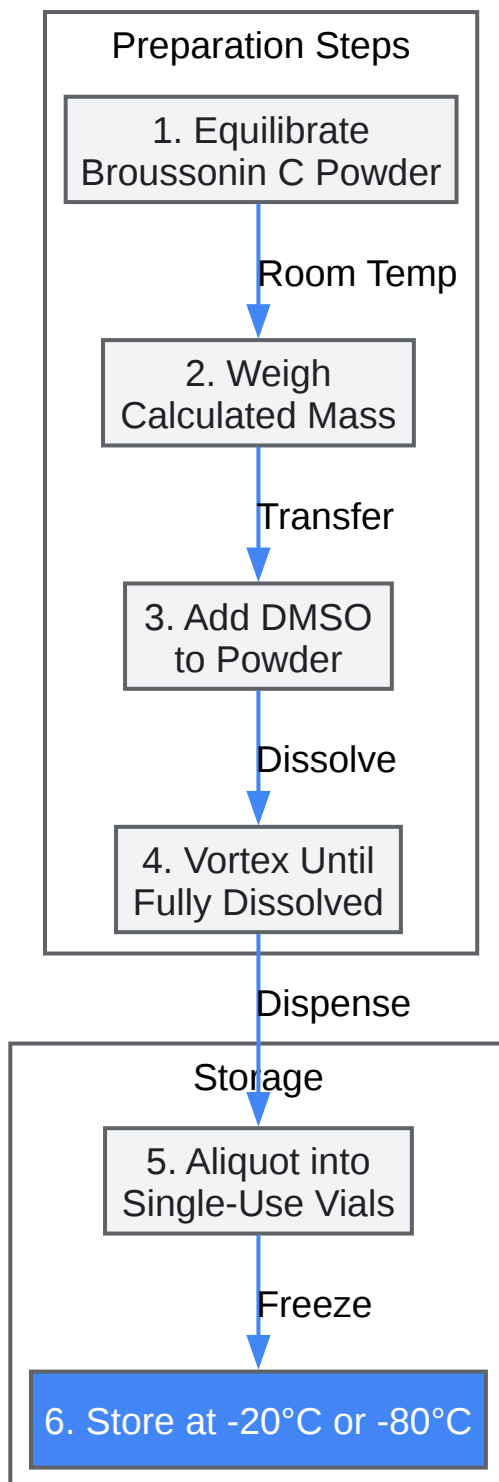 Preparation Steps
1. Equilibrate
Broussonin C Powder
Room Temp
2. Weigh
Calculated Mass
Transfer
3. Add DMSO
to Powder
Dissolve
4. Vortex Until
Fully Dissolved
Dispense
Storage
5. Aliquot into
Single-Use Vials
Freeze
6. Store at -20°C or -80°C